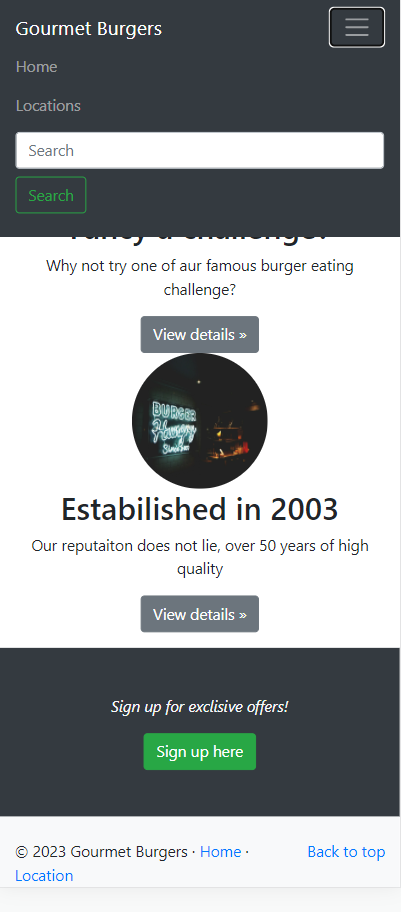 Gourmet Burgers
Home
Locations
Search
Search
Fancy a challenge?
Why not try one of aur famous burger eating
challenge?
View details »
BURGER
Hungry
Estabilished in 2003
Our reputaiton does not lie, over 50 years of high
quality
View details »
Sign up for exclisive offers!
Sign up here
© 2023 Gourmet Burgers · Home ·
Location
Back to top